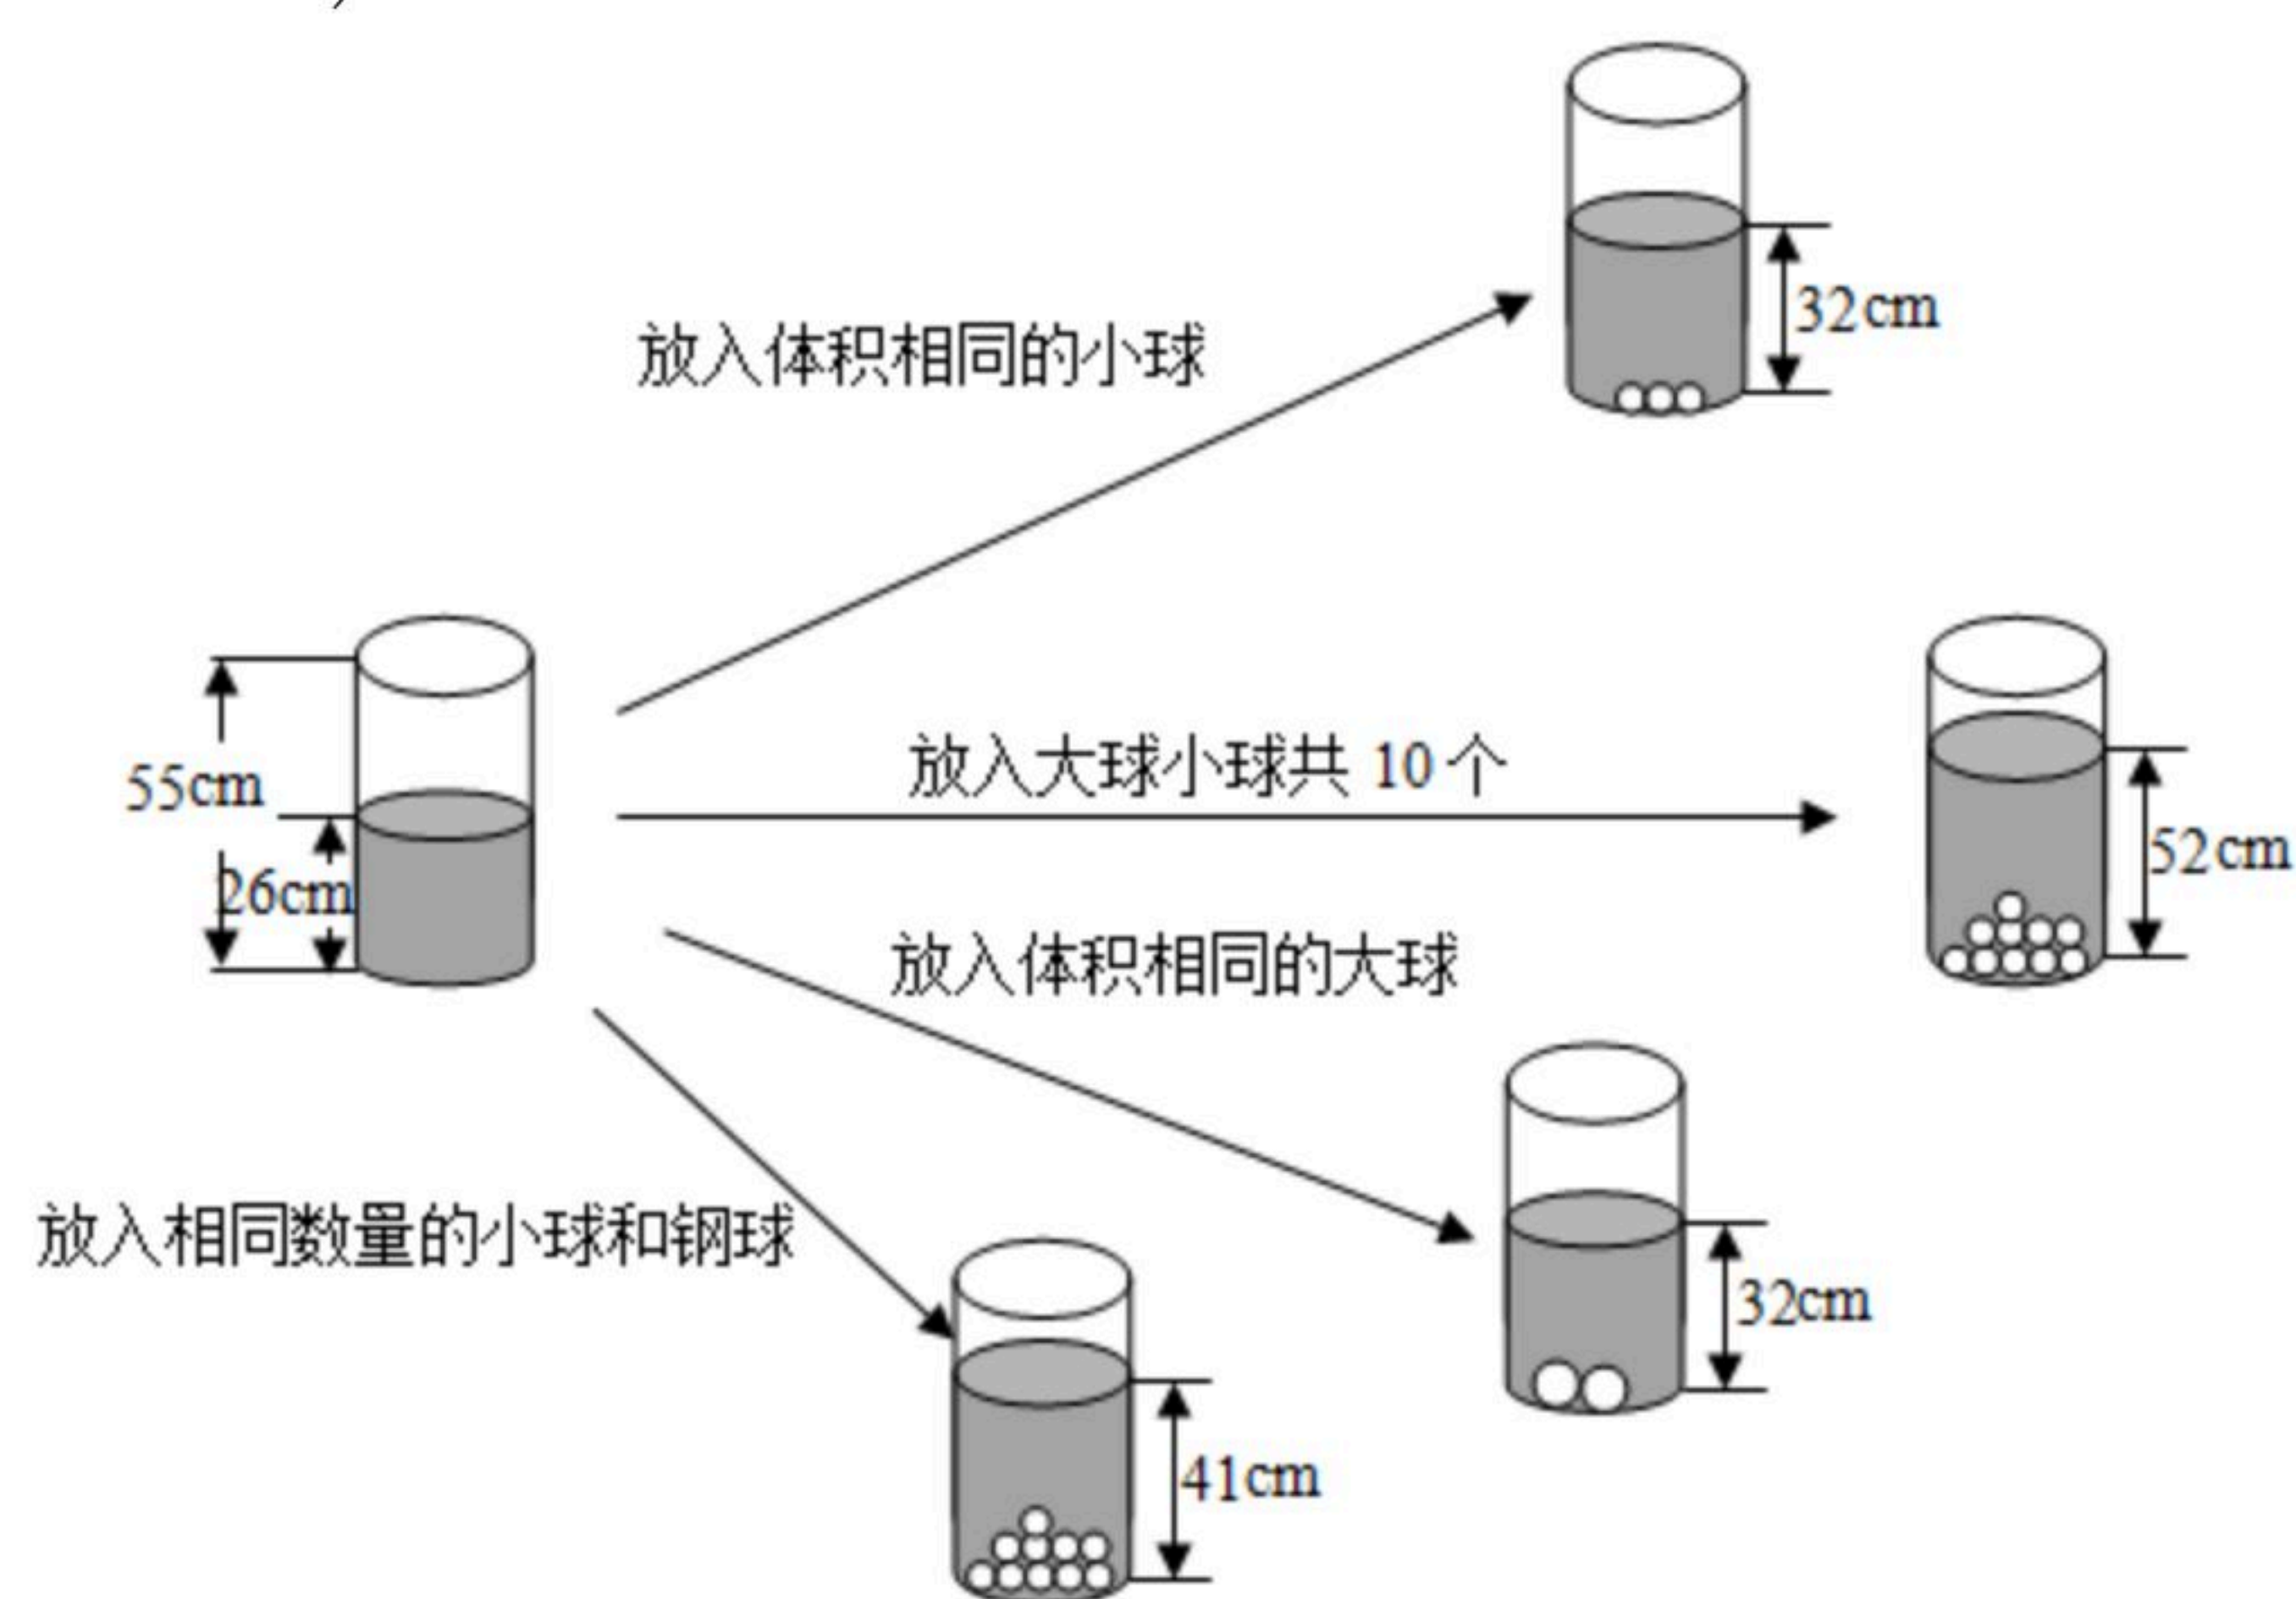 32cm
放入体积相同的小球
放入大球小球共 10 个
55cm
52cm
26cm
放入体积相同的大球
放入相同数量的小球和钢球
32cm
41cm